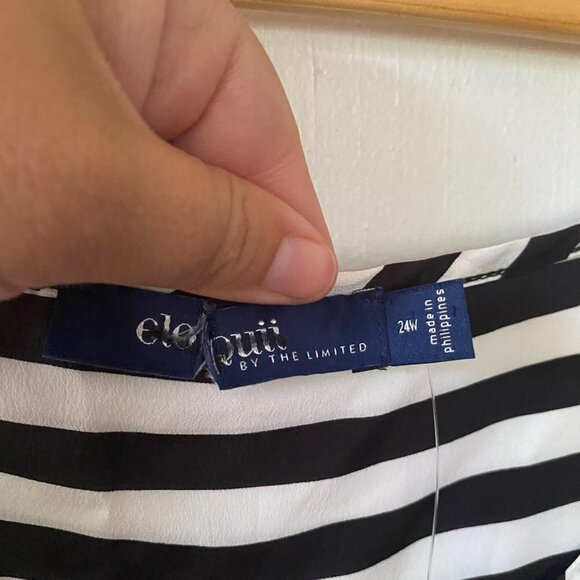 eloquii
BY THE LIMITED
24W
made in
philippines